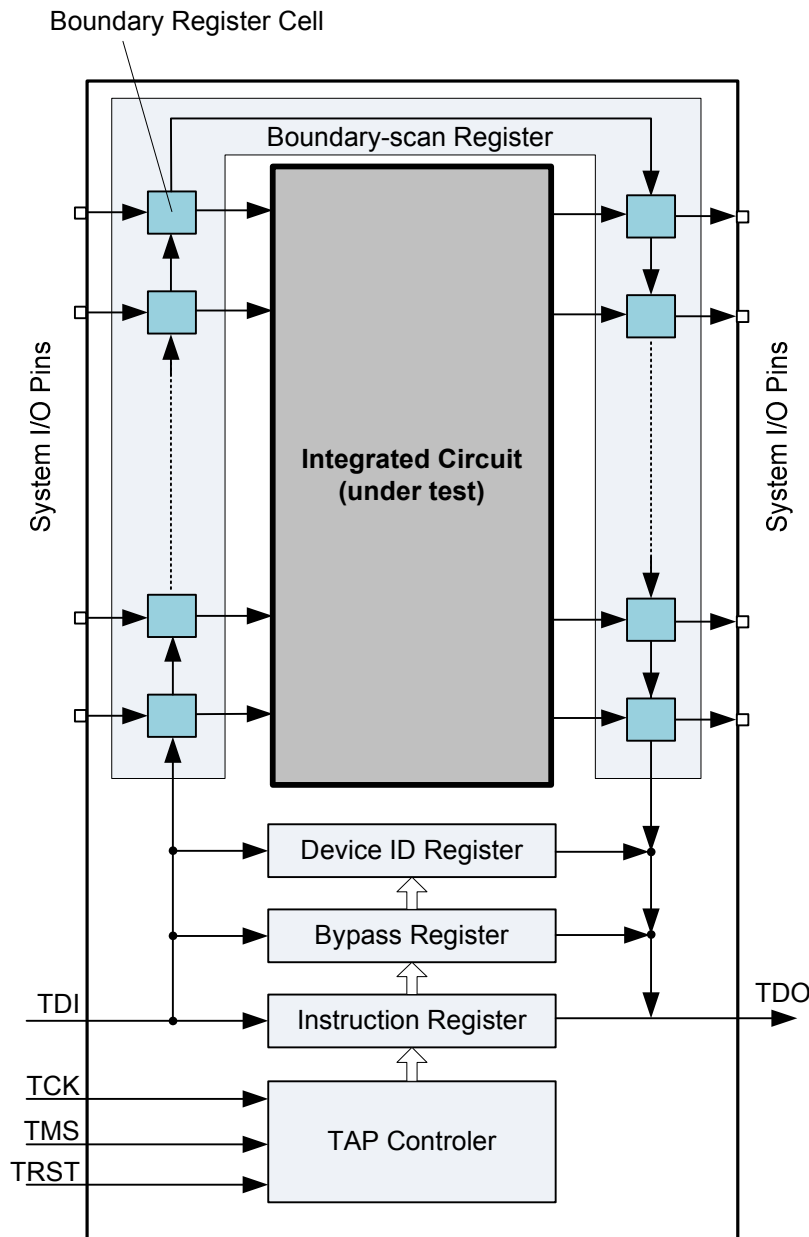 Boundary Register Cell
Boundary-scan Register
System I/O Pins
Integrated Circuit
(under test)
System I/O Pins
Device ID Register
Bypass Register
TDI
Instruction Register
TDO
TCK
TMS
TRST
TAP Controler